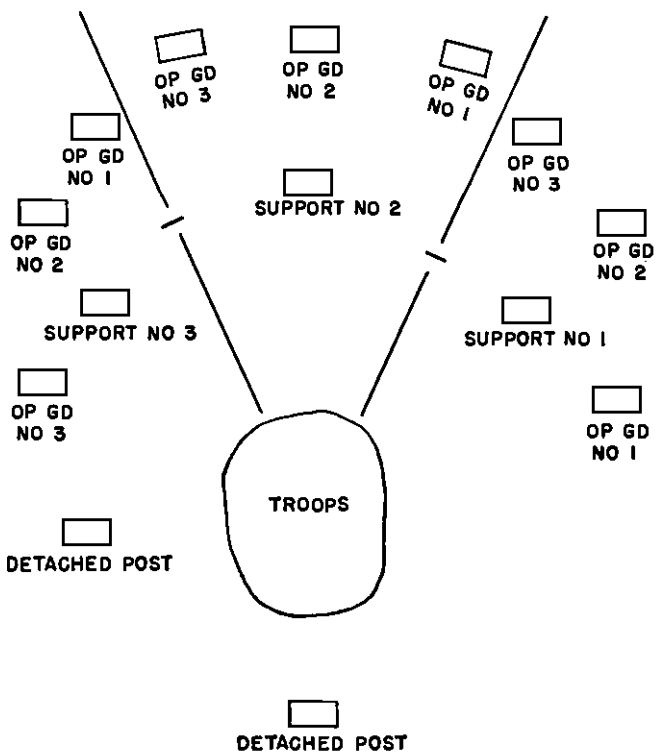 OP GD
NO 3
OP GD
NO 2
OP GD
NO 1
OP GD
NO 1
OP GD
NO 3
SUPPORT NO 2
OP GD
NO 2
OP GD
NO 2
SUPPORT NO 3
SUPPORT NO 1
OP GD
NO 3
OP GD
NO 1
TROOPS
DETACHED POST
DETACHED POST